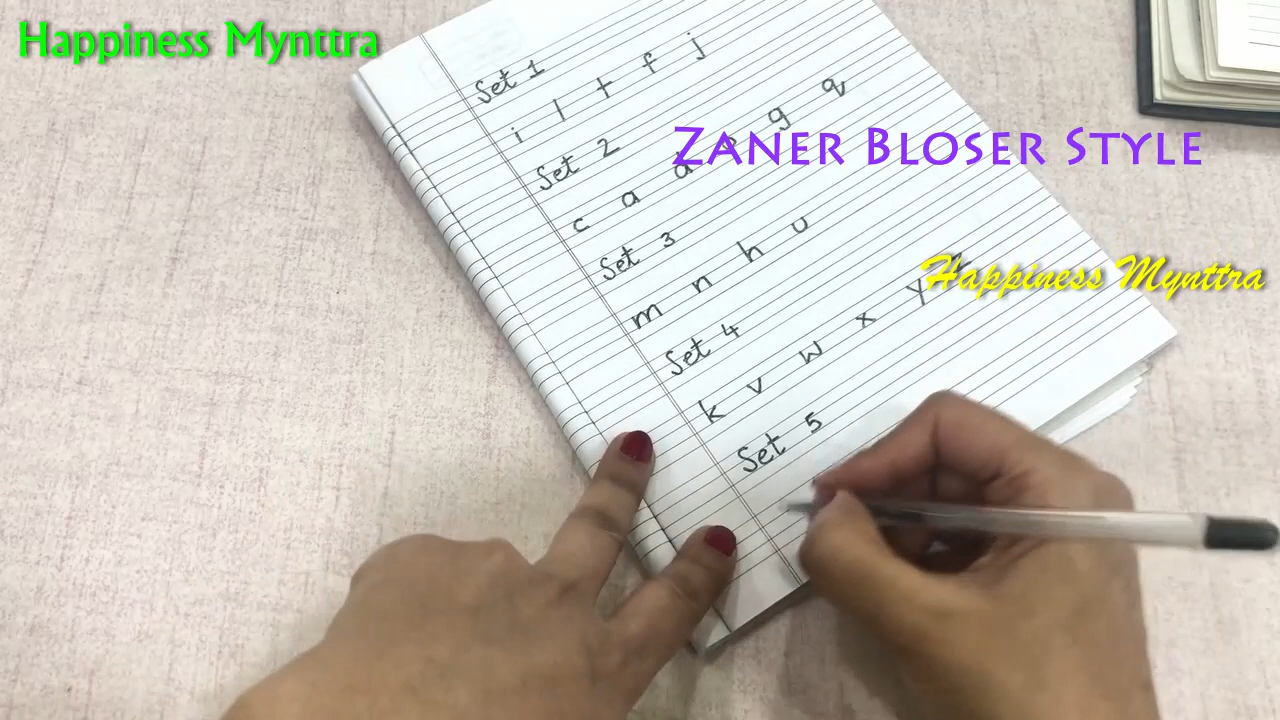 Happiness Mynttra
Set 1
i l t f j
Set 2
c a d g q
Zaner Bloser Style
Set 3
m n h u
Happiness Mynttra
Set 4
k v w x y
Set 5